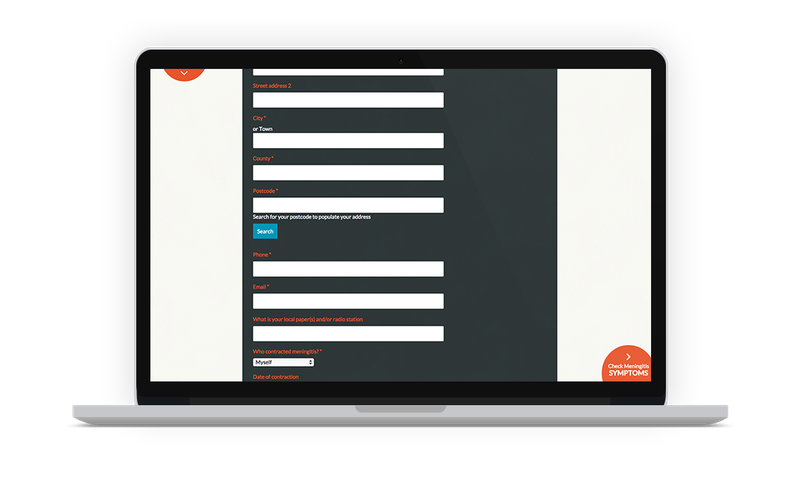 Street address 2
City *
or Town
County *
Postcode *
Search for your postcode to populate your address
Search
Phone *
Email *
What is your local paper(s) and/or radio station
Who contracted meningitis? *
Myself
Date of contraction
Check Meningitis
SYMPTOMS